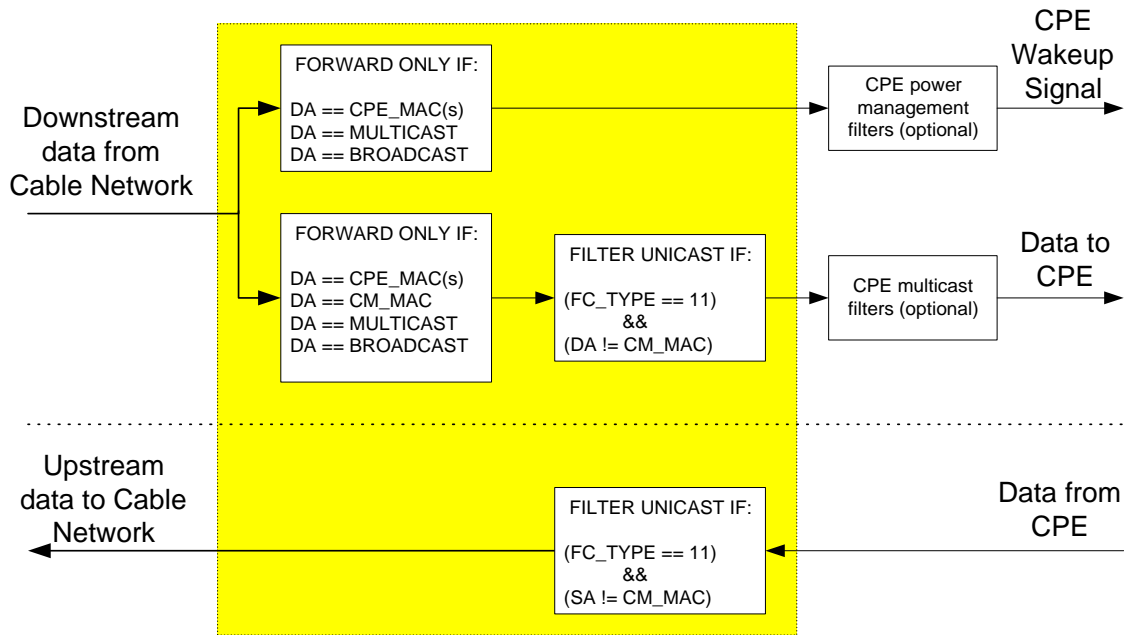 Downstream
data from
Cable Network
FORWARD ONLY IF:
DA == CPE_MAC(s)
DA == MULTICAST
DA == BROADCAST
CPE power
management
filters (optional)
CPE
Wakeup
Signal
FORWARD ONLY IF:
DA == CPE_MAC(s)
DA == CM_MAC
DA == MULTICAST
DA == BROADCAST
FILTER UNICAST IF:
(FC_TYPE == 11)
&&
(DA != CM_MAC)
CPE multicast
filters (optional)
Data to
CPE
Upstream
data to Cable
Network
FILTER UNICAST IF:
(FC_TYPE == 11)
&&
(SA != CM_MAC)
Data from
CPE